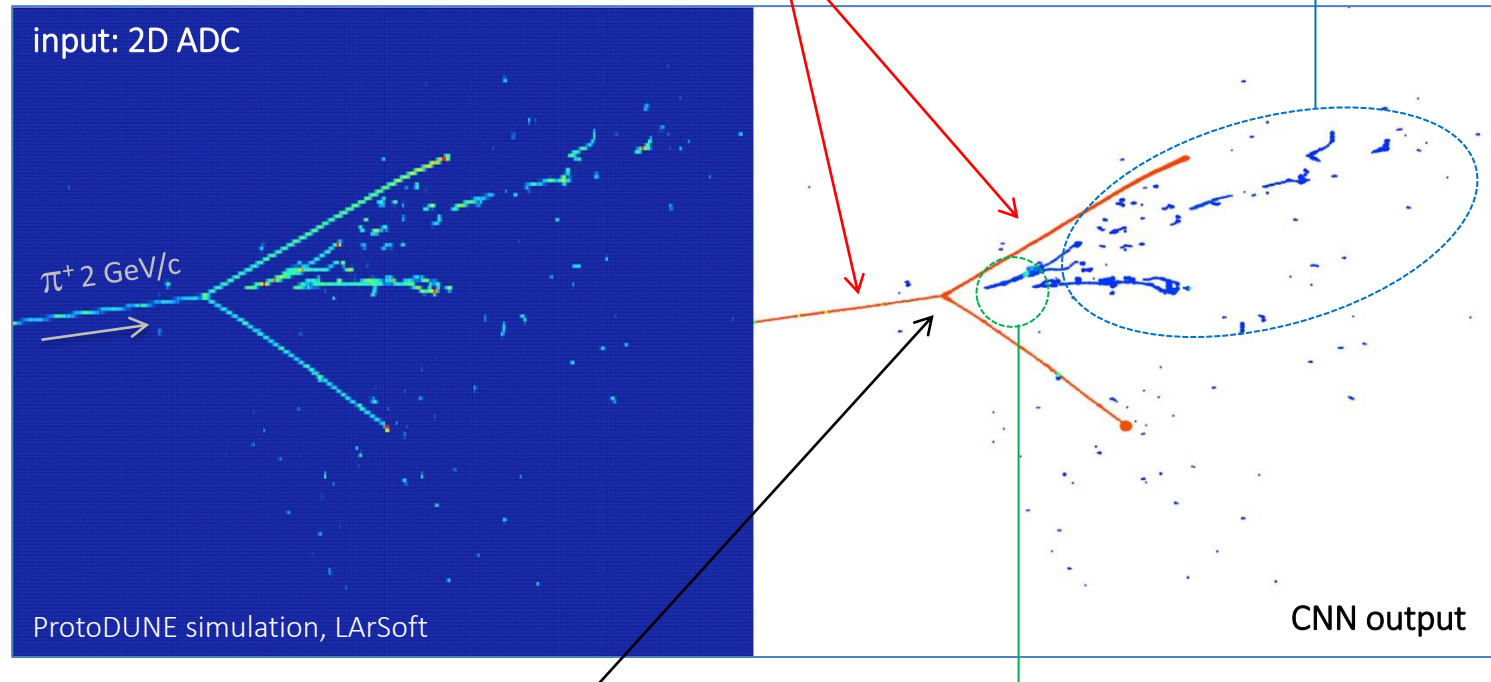 input: 2D ADC
π⁺ 2 GeV/c
ProtoDUNE simulation, LArSoft
CNN output